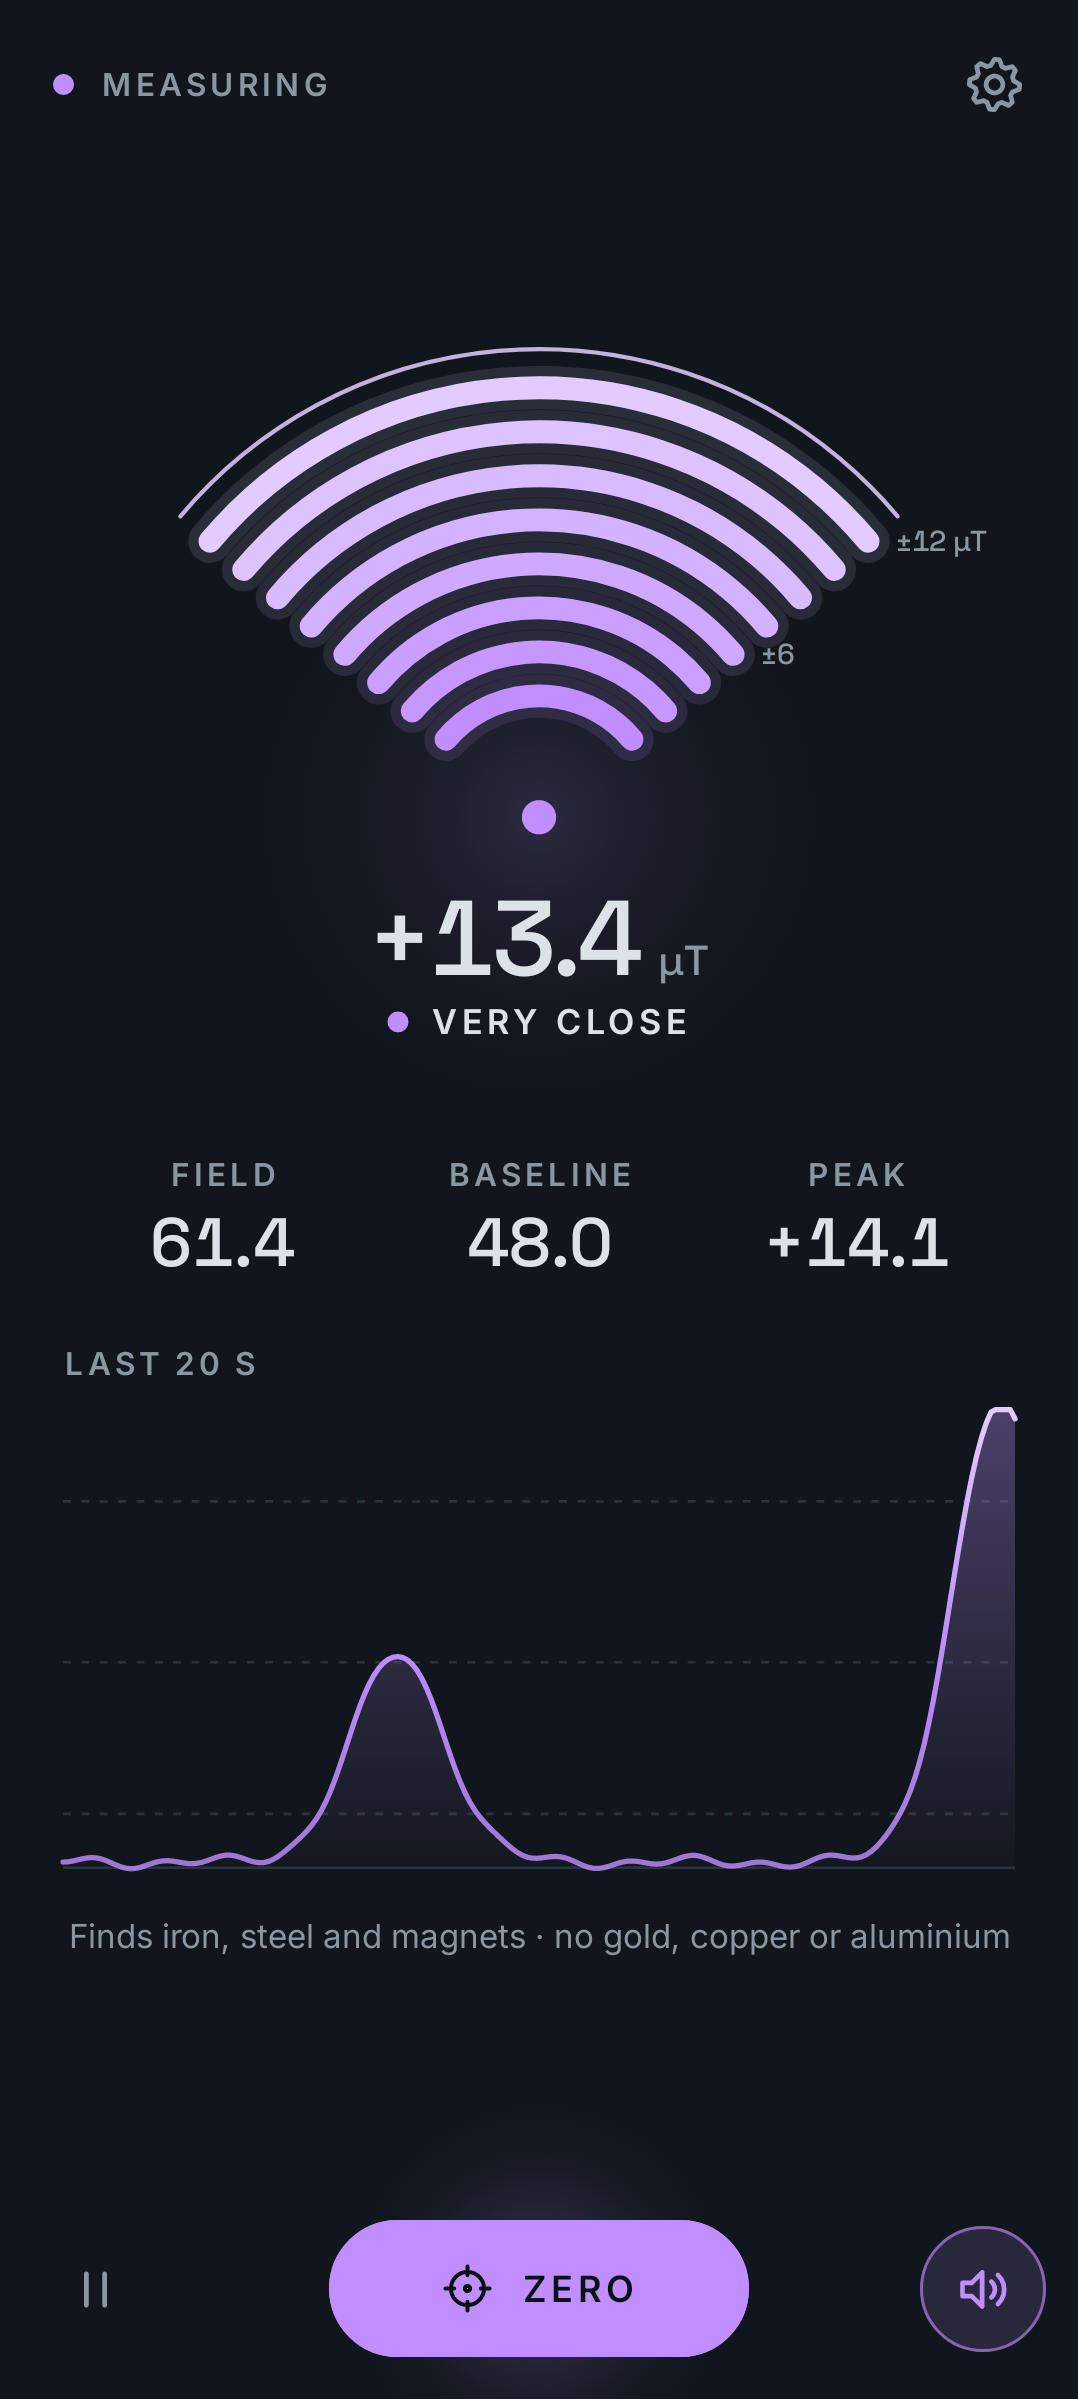 MEASURING
±12 µT
±6
+13.4 µT
VERY CLOSE
FIELD BASELINE PEAK
61.4 48.0 +14.1
LAST 20 S
Finds iron, steel and magnets · no gold, copper or aluminium
ZERO